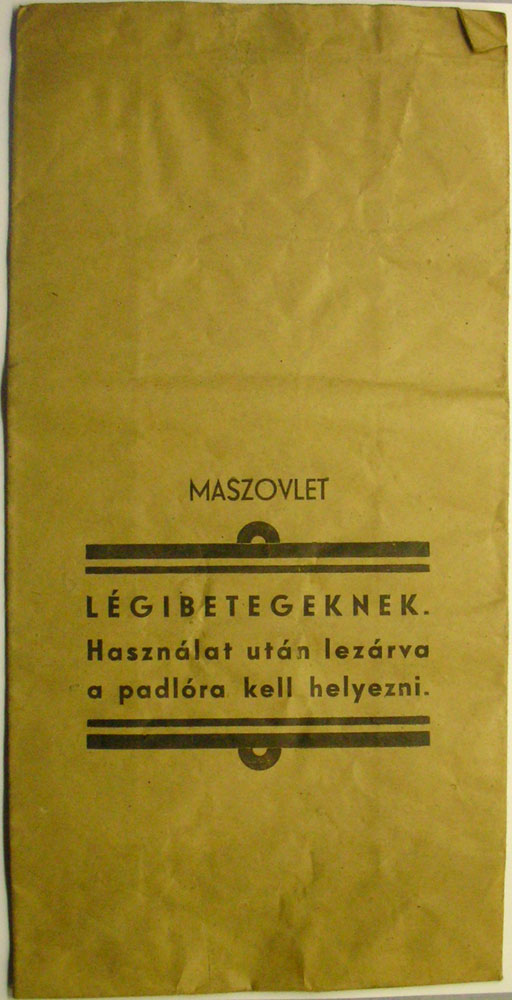 MASZOVLET
LÉGIBETEGEKNEK.
Használat után lezárva
a padlóra kell helyezni.